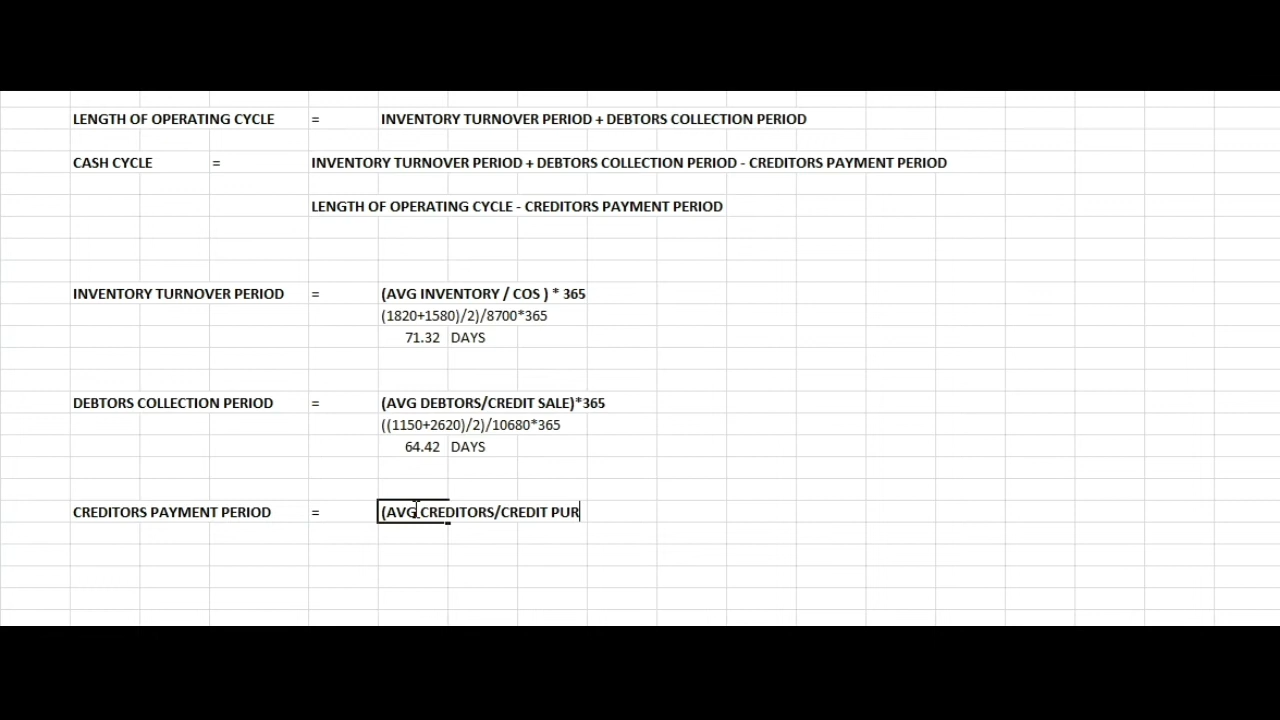 LENGTH OF OPERATING CYCLE = INVENTORY TURNOVER PERIOD + DEBTORS COLLECTION PERIOD
CASH CYCLE = INVENTORY TURNOVER PERIOD + DEBTORS COLLECTION PERIOD - CREDITORS PAYMENT PERIOD
LENGTH OF OPERATING CYCLE - CREDITORS PAYMENT PERIOD
INVENTORY TURNOVER PERIOD = (AVG INVENTORY / COS ) * 365
(1820+1580)/2)/8700*365
71.32 DAYS
DEBTORS COLLECTION PERIOD = (AVG DEBTORS/CREDIT SALE)*365
((1150+2620)/2)/10680*365
64.42 DAYS
CREDITORS PAYMENT PERIOD = (AVG CREDITORS/CREDIT PUR